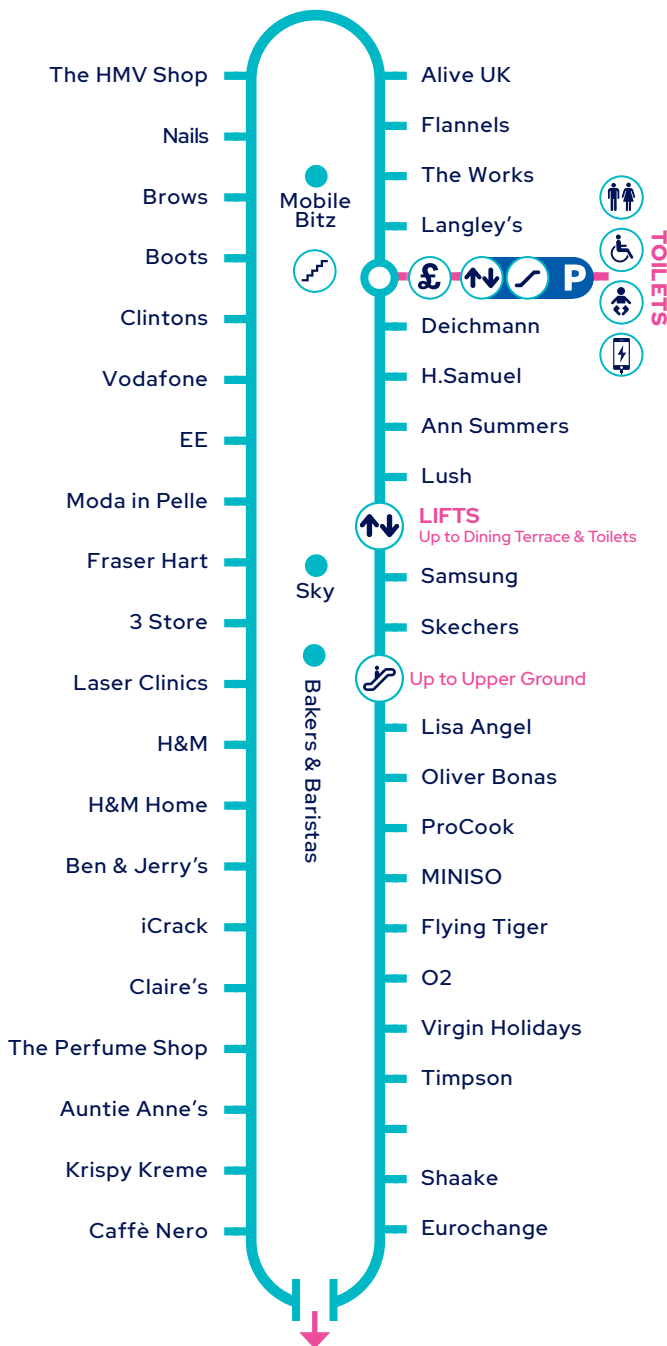 The HMV Shop
Nails
Brows
Boots
Clintons
Vodafone
EE
Moda in Pelle
Fraser Hart
3 Store
Laser Clinics
H&M
H&M Home
Ben & Jerry’s
iCrack
Claire’s
The Perfume Shop
Auntie Anne’s
Krispy Kreme
Caffè Nero
Mobile
Bitz
Sky
Bakers & Baristas
Alive UK
Flannels
The Works
Langley’s
£
P
TOILETS
Deichmann
H.Samuel
Ann Summers
Lush
LIFTS
Up to Dining Terrace & Toilets
Samsung
Skechers
Up to Upper Ground
Lisa Angel
Oliver Bonas
ProCook
MINISO
Flying Tiger
O2
Virgin Holidays
Timpson
Shaake
Eurochange